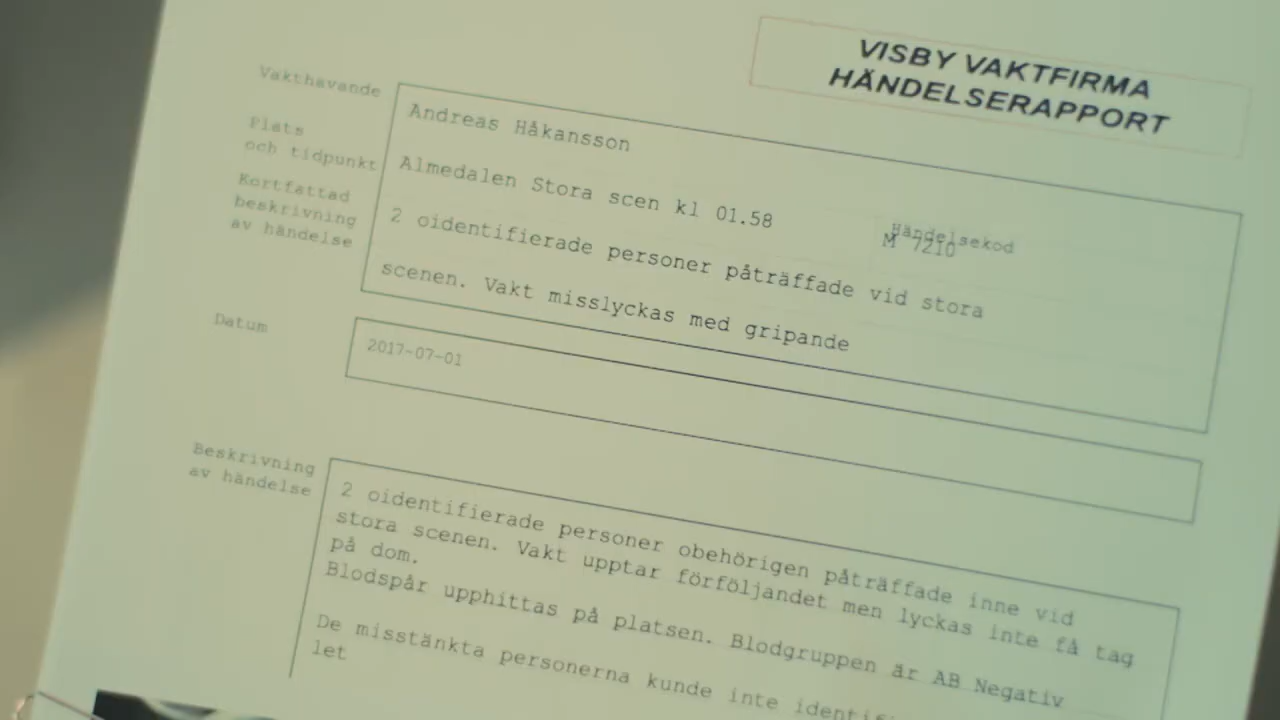 VISBY VAKTFIRMA
HÄNDELSERAPPORT
Vakthavande
Andreas Håkansson
Plats
och tidpunkt
Almedalen Stora scen kl 01.58
Händelsekod
M 7210
Kortfattad
beskrivning
av händelse
2 oidentifierade personer påträffade vid stora
scenen. Vakt misslyckas med gripande
Datum
2017-07-01
Beskrivning
av händelse
2 oidentifierade personer obehörigen påträffade inne vid
stora scenen. Vakt upptar förföljandet men lyckas inte få tag
på dom.
Blodspår upphittas på platsen. Blodgruppen är AB Negativ
De misstänkta personerna kunde inte
let